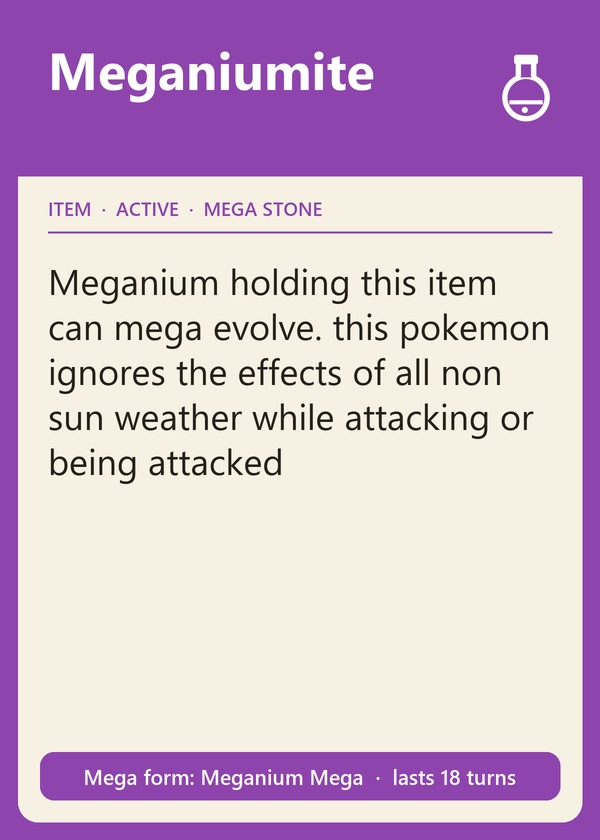 Meganiumite
ITEM · ACTIVE · MEGA STONE
Meganium holding this item
can mega evolve. this pokemon
ignores the effects of all non
sun weather while attacking or
being attacked
Mega form: Meganium Mega · lasts 18 turns